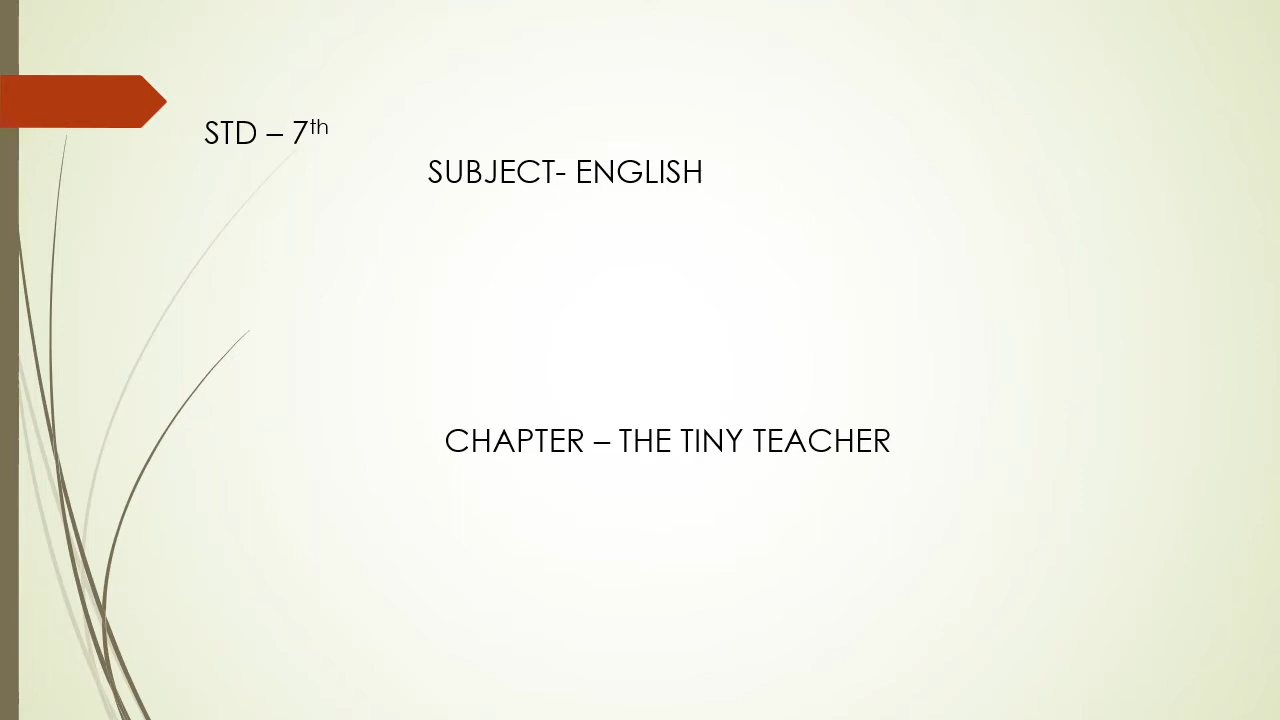 STD – 7th
SUBJECT- ENGLISH
CHAPTER – THE TINY TEACHER